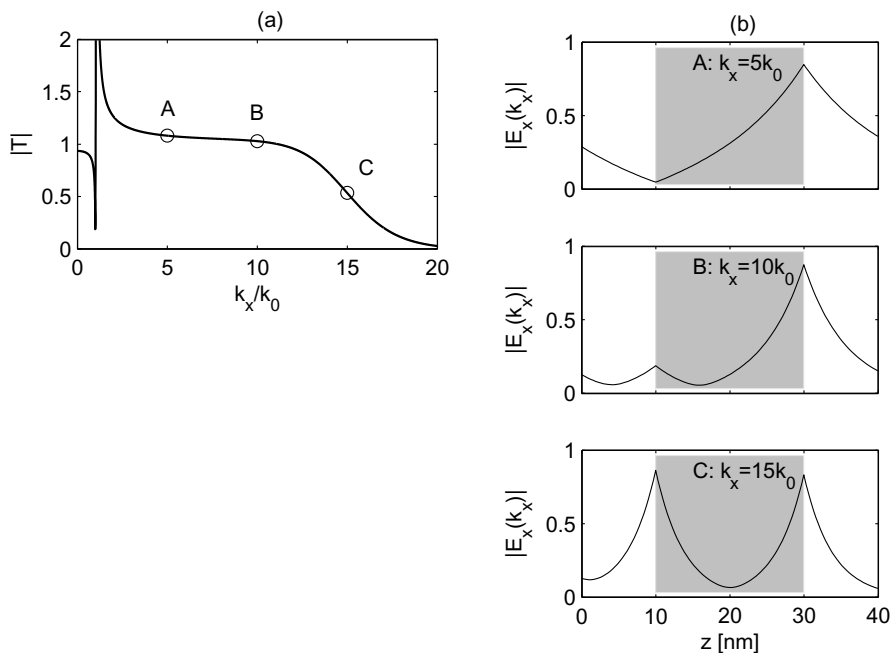 (a)
2
1.5
1
0.5
0
|T|
A
B
C
0
5
10
15
20
k_x/k_0
(b)
1
0.5
0
|E_x(k_x)|
A: k_x=5k_0
1
0.5
0
|E_x(k_x)|
B: k_x=10k_0
1
0.5
0
|E_x(k_x)|
C: k_x=15k_0
0
10
20
30
40
z [nm]